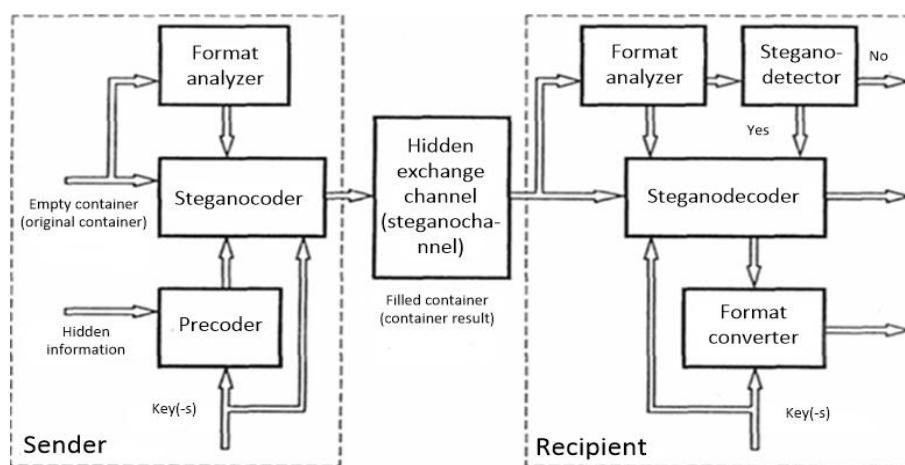 Format
analyzer
Empty container
(original container)
Steganocoder
Hidden
information
Precoder
Key(-s)
Sender
Hidden
exchange
channel
(steganocha-
nnel)
Filled container
(container result)
Format
analyzer
Stegano-
detector
No
Yes
Steganodecoder
Format
converter
Key(-s)
Recipient